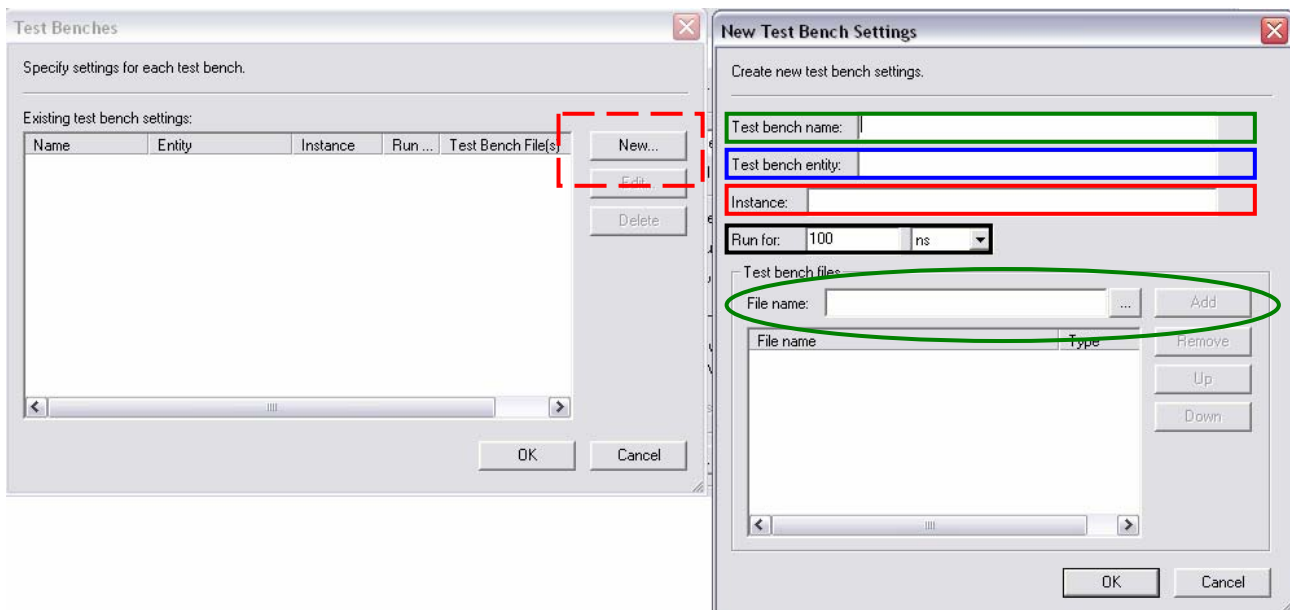 Test Benches
Specify settings for each test bench.
Existing test bench settings:
Name Entity Instance Run ... Test Bench File(s)
New...
Edit...
Delete
OK Cancel
New Test Bench Settings
Create new test bench settings.
Test bench name:
Test bench entity:
Instance:
Run for: 100 ns
Test bench files
File name: ... Add
File name Type
Remove
Up
Down
OK Cancel